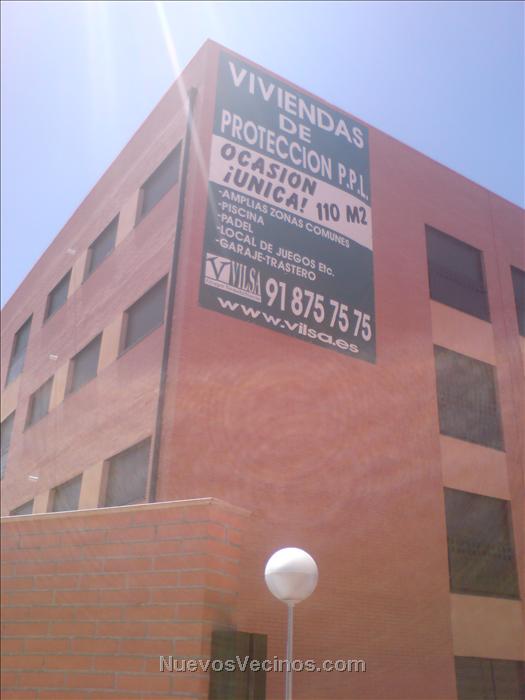 VIVIENDAS
DE
PROTECCION P.P.L.
OCASION
¡UNICA! 110 M2
-AMPLIAS ZONAS COMUNES
-PISCINA
-PADEL
-LOCAL DE JUEGOS Etc.
-GARAJE-TRASTERO
VILSA
91 875 75 75
www.vilsa.es
NuevosVecinos.com